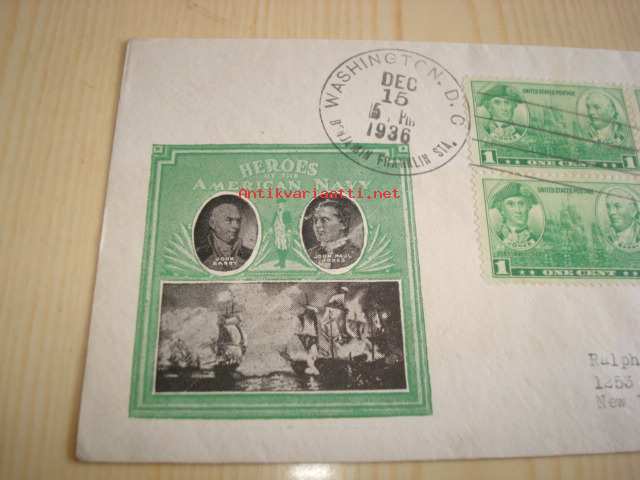 WASHINGTON, D. C.
DEC
15
5 PM
1936
BENJAMIN FRANKLIN STA.
HEROES
OF THE
AMERICAN NAVY
Antikvariaatti.net
JOHN
BARRY
JOHN PAUL
JONES
UNITED STATES POSTAGE
1 ONE CENT 1
UNITED STATES POSTAGE
JONES
1 ONE CENT
Ralph
1253
New